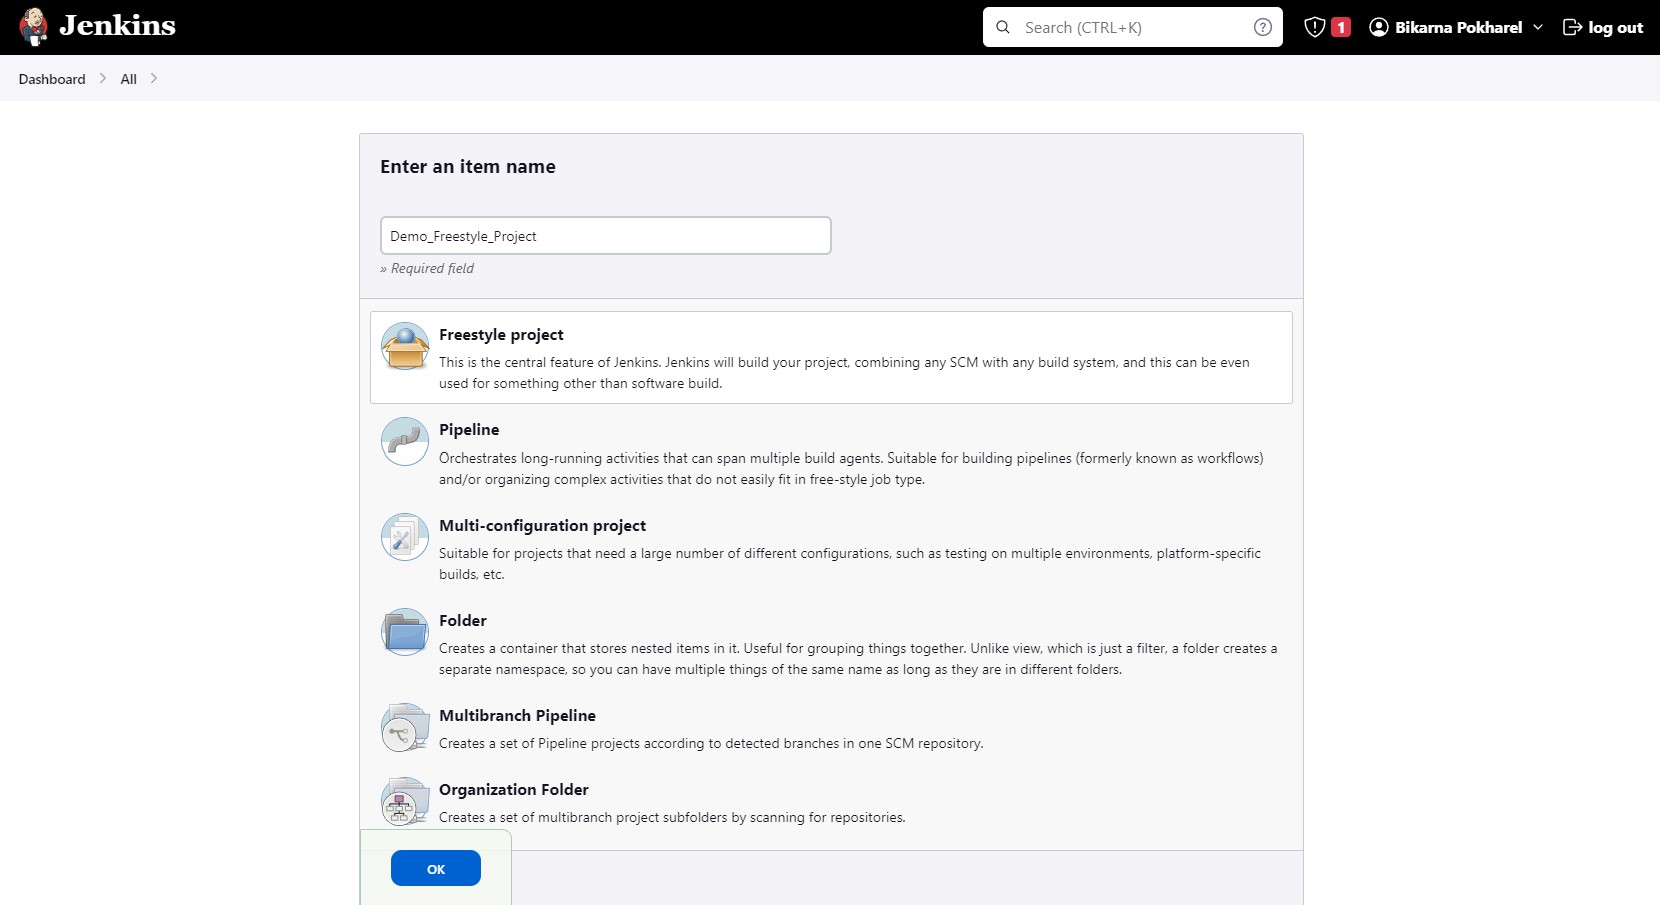 Jenkins
Search (CTRL+K)
1
Bikarna Pokharel
log out
Dashboard
All
Enter an item name
Demo_Freestyle_Project
» Required field
Freestyle project
This is the central feature of Jenkins. Jenkins will build your project, combining any SCM with any build system, and this can be even
used for something other than software build.
Pipeline
Orchestrates long-running activities that can span multiple build agents. Suitable for building pipelines (formerly known as workflows)
and/or organizing complex activities that do not easily fit in free-style job type.
Multi-configuration project
Suitable for projects that need a large number of different configurations, such as testing on multiple environments, platform-specific
builds, etc.
Folder
Creates a container that stores nested items in it. Useful for grouping things together. Unlike view, which is just a filter, a folder creates a
separate namespace, so you can have multiple things of the same name as long as they are in different folders.
Multibranch Pipeline
Creates a set of Pipeline projects according to detected branches in one SCM repository.
Organization Folder
Creates a set of multibranch project subfolders by scanning for repositories.
OK